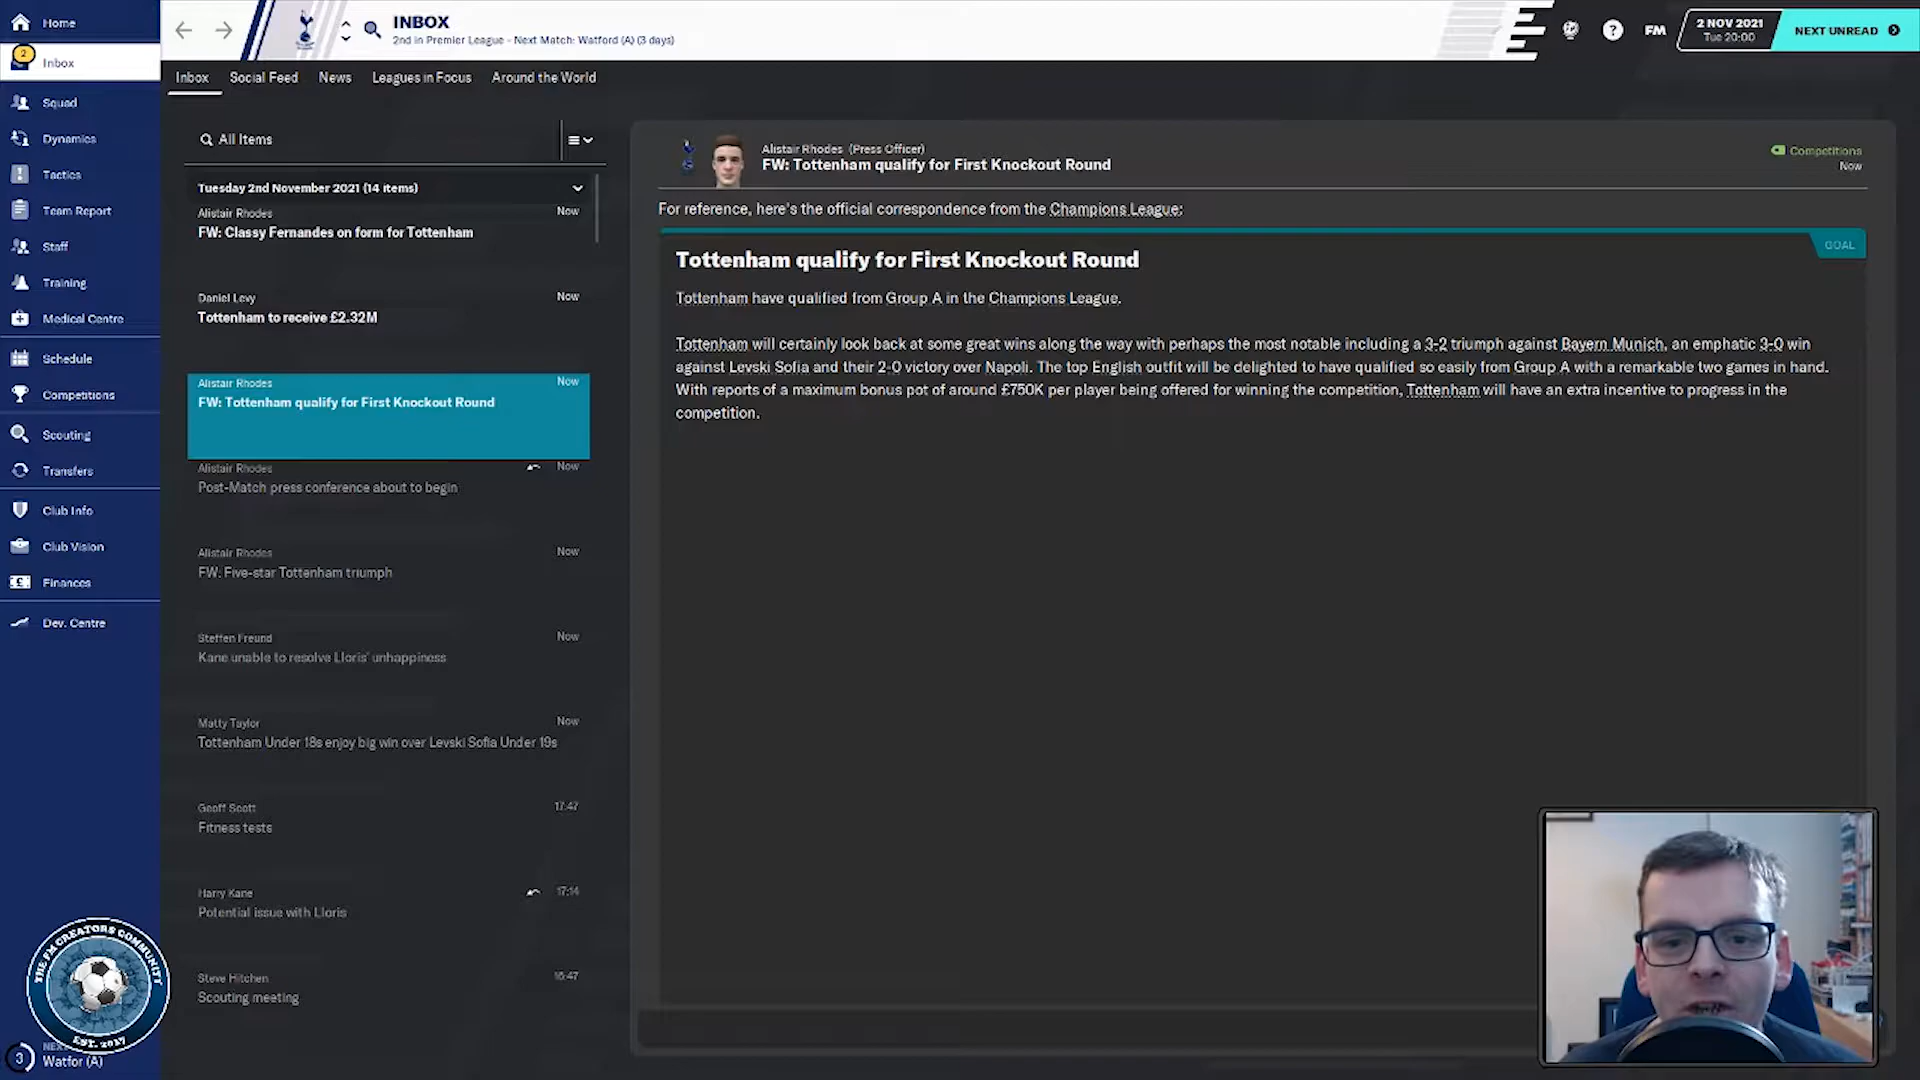 Home
2
Inbox
Squad
Dynamics
Tactics
Team Report
Staff
Training
Medical Centre
Schedule
Competitions
Scouting
Transfers
Club Info
Club Vision
Finances
Dev. Centre
THE FM CREATORS COMMUNITY
EST. 2017
3
Watfor (A)
INBOX
2nd in Premier League - Next Match: Watford (A) (3 days)
FM
2 NOV 2021
Tue 20:00
NEXT UNREAD
Inbox Social Feed News Leagues in Focus Around the World
All Items
Tuesday 2nd November 2021 (14 items)
Alistair Rhodes Now
FW: Classy Fernandes on form for Tottenham
Daniel Levy Now
Tottenham to receive £2.32M
Alistair Rhodes Now
FW: Tottenham qualify for First Knockout Round
Alistair Rhodes Now
Post-Match press conference about to begin
Alistair Rhodes Now
FW: Five-star Tottenham triumph
Steffen Freund Now
Kane unable to resolve Lloris' unhappiness
Matty Taylor Now
Tottenham Under 18s enjoy big win over Levski Sofia Under 19s
Geoff Scott 17:47
Fitness tests
Harry Kane 17:14
Potential issue with Lloris
Steve Hitchen 16:47
Scouting meeting
Alistair Rhodes (Press Officer)
FW: Tottenham qualify for First Knockout Round
Competitions
Now
For reference, here's the official correspondence from the Champions League:
GOAL
Tottenham qualify for First Knockout Round
Tottenham have qualified from Group A in the Champions League.
Tottenham will certainly look back at some great wins along the way with perhaps the most notable including a 3-2 triumph against Bayern Munich, an emphatic 3-0 win
against Levski Sofia and their 2-0 victory over Napoli. The top English outfit will be delighted to have qualified so easily from Group A with a remarkable two games in hand.
With reports of a maximum bonus pot of around £750K per player being offered for winning the competition, Tottenham will have an extra incentive to progress in the
competition.